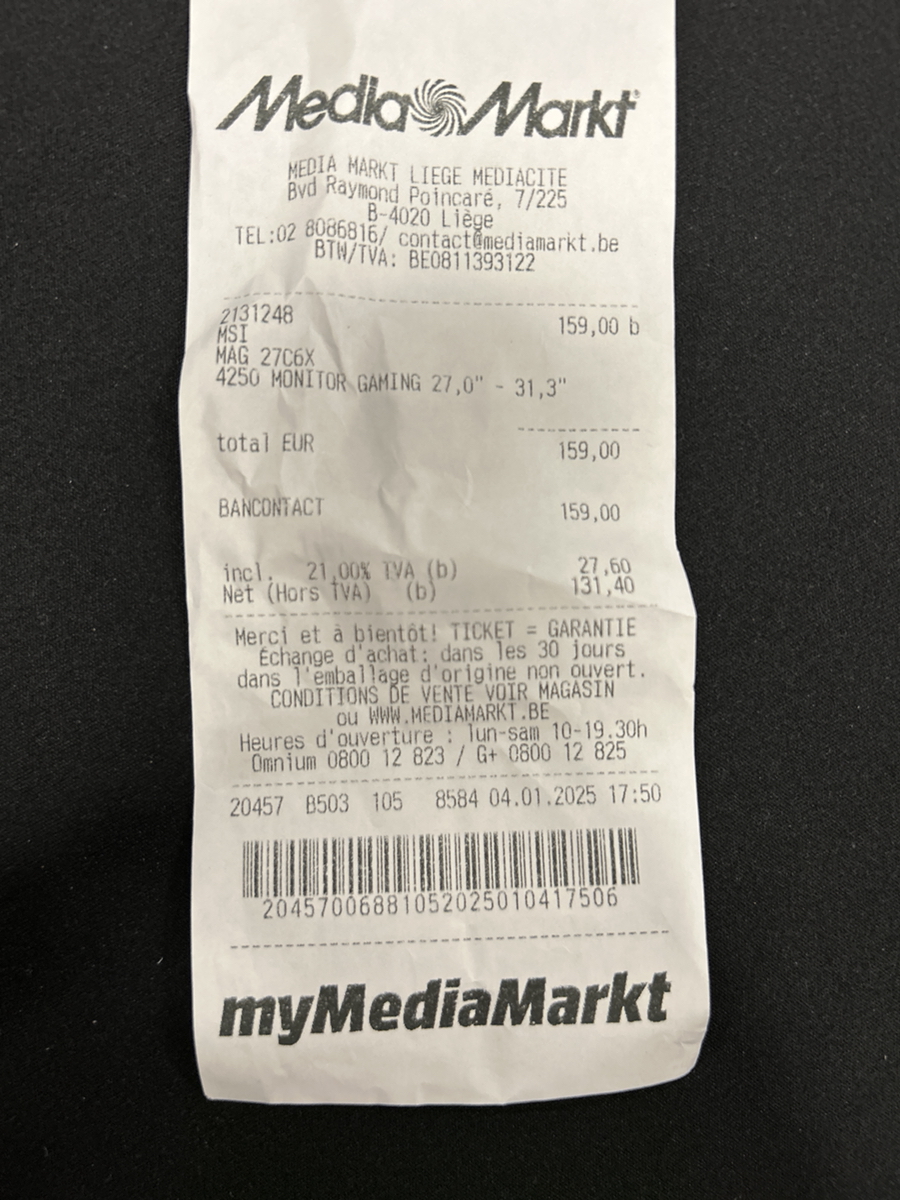 Media Markt
MEDIA MARKT LIEGE MEDIACITE
Bvd Raymond Poincaré, 7/225
B-4020 Liège
TEL:02 8086816/ contact@mediamarkt.be
BTW/TVA: BE0811393122
2131248 159,00 b
MSI
MAG 27C6X
4250 MONITOR GAMING 27,0" - 31,3"
total EUR 159,00
BANCONTACT 159,00
incl. 21,00% TVA (b) 27,60
Net (Hors TVA) (b) 131,40
Merci et à bientôt! TICKET = GARANTIE
Échange d'achat: dans les 30 jours
dans l'emballage d'origine non ouvert.
CONDITIONS DE VENTE VOIR MAGASIN
ou WWW.MEDIAMARKT.BE
Heures d'ouverture : lun-sam 10-19.30h
Omnium 0800 12 823 / G+ 0800 12 825
20457 B503 105 8584 04.01.2025 17:50
20457006881052025010417506
myMediaMarkt